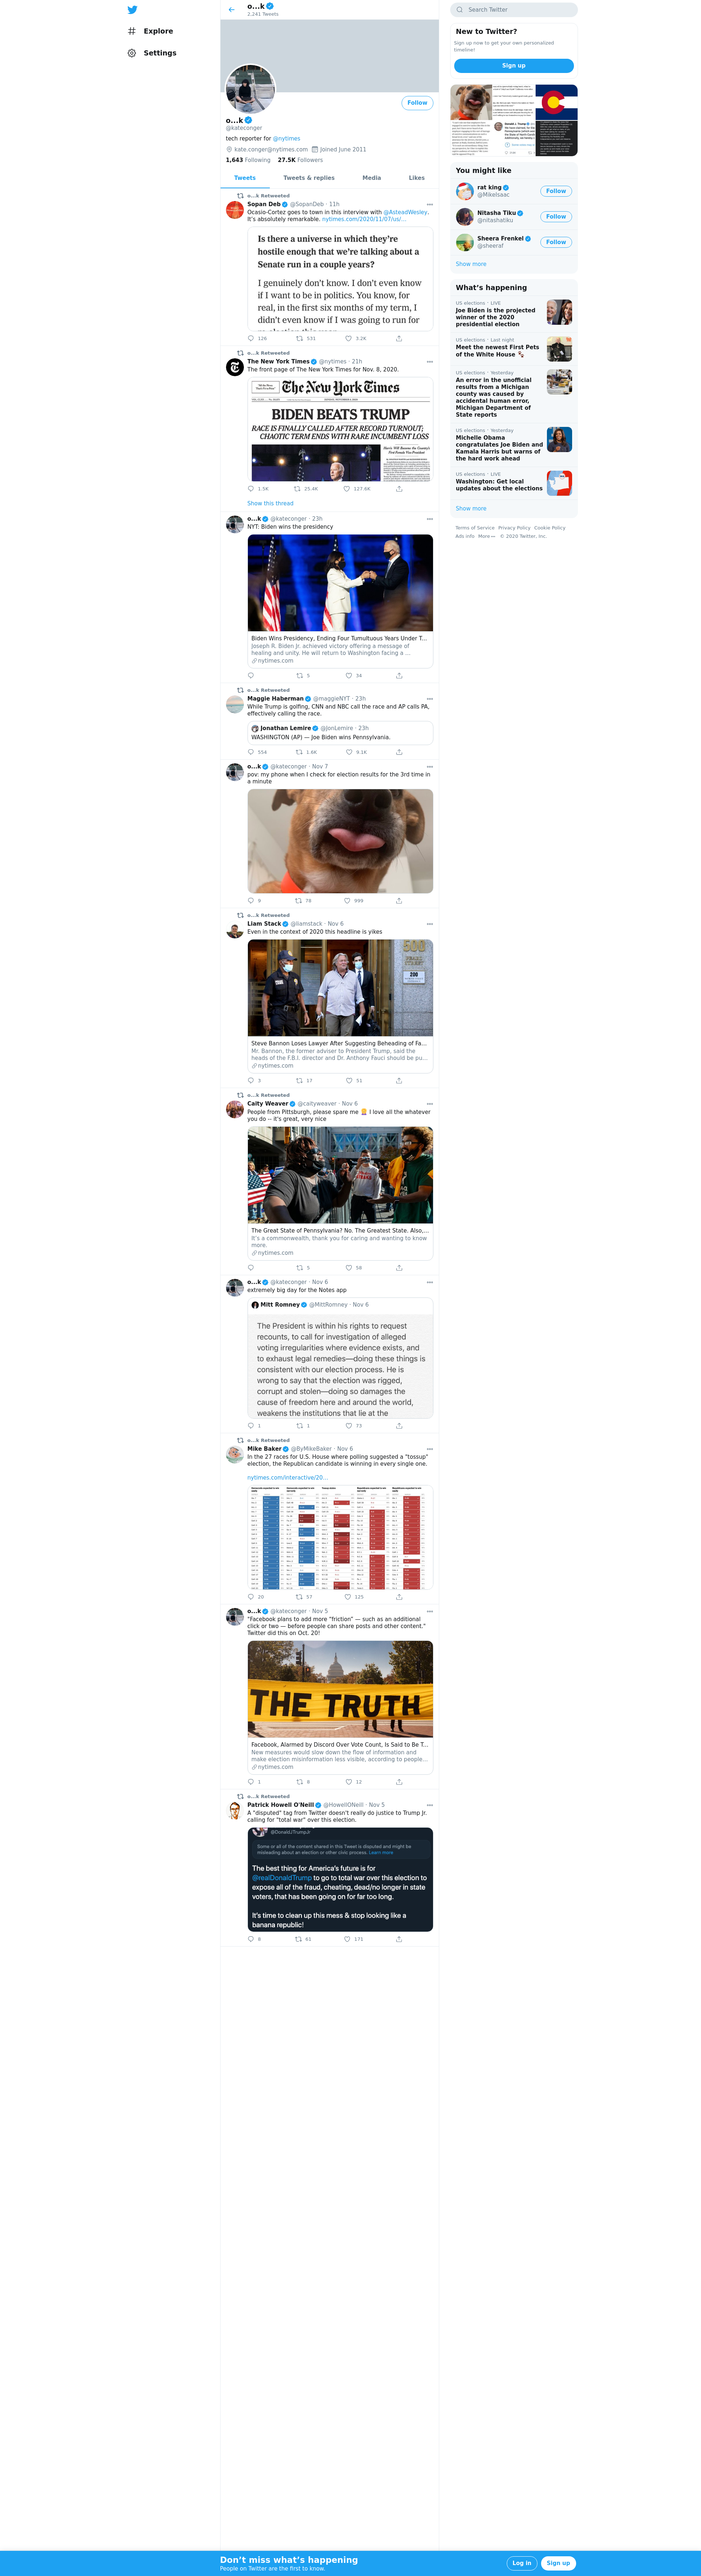 Explore
Settings
o...k
2,241 Tweets
Follow
o...k
@kateconger
tech reporter for @nytimes
kate.conger@nytimes.com Joined June 2011
1,643 Following 27.5K Followers
Tweets Tweets & replies Media Likes
o...k Retweeted
Sopan Deb @SopanDeb · 11h
Ocasio-Cortez goes to town in this interview with @AsteadWesley.
It's absolutely remarkable. nytimes.com/2020/11/07/us/...
Is there a universe in which they're
hostile enough that we're talking about a
Senate run in a couple years?
I genuinely don't know. I don't even know
if I want to be in politics. You know, for
real, in the first six months of my term, I
didn't even know if I was going to run for
126 531 3.2K
o...k Retweeted
The New York Times @nytimes · 21h
The front page of The New York Times for Nov. 8, 2020.
The New York Times
BIDEN BEATS TRUMP
RACE IS FINALLY CALLED AFTER RECORD TURNOUT;
CHAOTIC TERM ENDS WITH RARE INCUMBENT LOSS
1.5K 25.4K 127.6K
Show this thread
o...k @kateconger · 23h
NYT: Biden wins the presidency
Biden Wins Presidency, Ending Four Tumultuous Years Under T...
Joseph R. Biden Jr. achieved victory offering a message of
healing and unity. He will return to Washington facing a ...
nytimes.com
5 34
o...k Retweeted
Maggie Haberman @maggieNYT · 23h
While Trump is golfing, CNN and NBC call the race and AP calls PA,
effectively calling the race.
Jonathan Lemire @JonLemire · 23h
WASHINGTON (AP) — Joe Biden wins Pennsylvania.
554 1.6K 9.1K
o...k @kateconger · Nov 7
pov: my phone when I check for election results for the 3rd time in
a minute
9 78 999
o...k Retweeted
Liam Stack @liamstack · Nov 6
Even in the context of 2020 this headline is yikes
500
200
Steve Bannon Loses Lawyer After Suggesting Beheading of Fa...
Mr. Bannon, the former adviser to President Trump, said the
heads of the F.B.I. director and Dr. Anthony Fauci should be pu...
nytimes.com
3 17 51
o...k Retweeted
Caity Weaver @caityweaver · Nov 6
People from Pittsburgh, please spare me I love all the whatever
you do -- it's great, very nice
The Great State of Pennsylvania? No. The Greatest State. Also,...
It's a commonwealth, thank you for caring and wanting to know
more.
nytimes.com
5 58
o...k @kateconger · Nov 6
extremely big day for the Notes app
Mitt Romney @MittRomney · Nov 6
The President is within his rights to request
recounts, to call for investigation of alleged
voting irregularities where evidence exists, and
to exhaust legal remedies—doing these things is
consistent with our election process. He is
wrong to say that the election was rigged,
corrupt and stolen—doing so damages the
cause of freedom here and around the world,
weakens the institutions that lie at the
1 1 73
o...k Retweeted
Mike Baker @ByMikeBaker · Nov 6
In the 27 races for U.S. House where polling suggested a "tossup"
election, the Republican candidate is winning in every single one.
nytimes.com/interactive/20...
20 57 125
o...k @kateconger · Nov 5
"Facebook plans to add more "friction" — such as an additional
click or two — before people can share posts and other content."
Twitter did this on Oct. 20!
THE TRUTH
Facebook, Alarmed by Discord Over Vote Count, Is Said to Be T...
New measures would slow down the flow of information and
make election misinformation less visible, according to people...
nytimes.com
1 8 12
o...k Retweeted
Patrick Howell O'Neill @HowellONeill · Nov 5
A "disputed" tag from Twitter doesn't really do justice to Trump Jr.
calling for "total war" over this election.
@DonaldJTrumpJr
Some or all of the content shared in this Tweet is disputed and might be
misleading about an election or other civic process. Learn more
The best thing for America's future is for
@realDonaldTrump to go to total war over this election to
expose all of the fraud, cheating, dead/no longer in state
voters, that has been going on for far too long.
It's time to clean up this mess & stop looking like a
banana republic!
8 61 171
Search Twitter
New to Twitter?
Sign up now to get your own personalized
timeline!
Sign up
You might like
rat king
@MikeIsaac
Follow
Nitasha Tiku
@nitashatiku
Follow
Sheera Frenkel
@sheeraf
Follow
Show more
What's happening
US elections · LIVE
Joe Biden is the projected
winner of the 2020
presidential election
US elections · Last night
Meet the newest First Pets
of the White House
US elections · Yesterday
An error in the unofficial
results from a Michigan
county was caused by
accidental human error,
Michigan Department of
State reports
US elections · Yesterday
Michelle Obama
congratulates Joe Biden and
Kamala Harris but warns of
the hard work ahead
US elections · LIVE
Washington: Get local
updates about the elections
Show more
Terms of Service Privacy Policy Cookie Policy
Ads info More © 2020 Twitter, Inc.
Don't miss what's happening
People on Twitter are the first to know.
Log in
Sign up